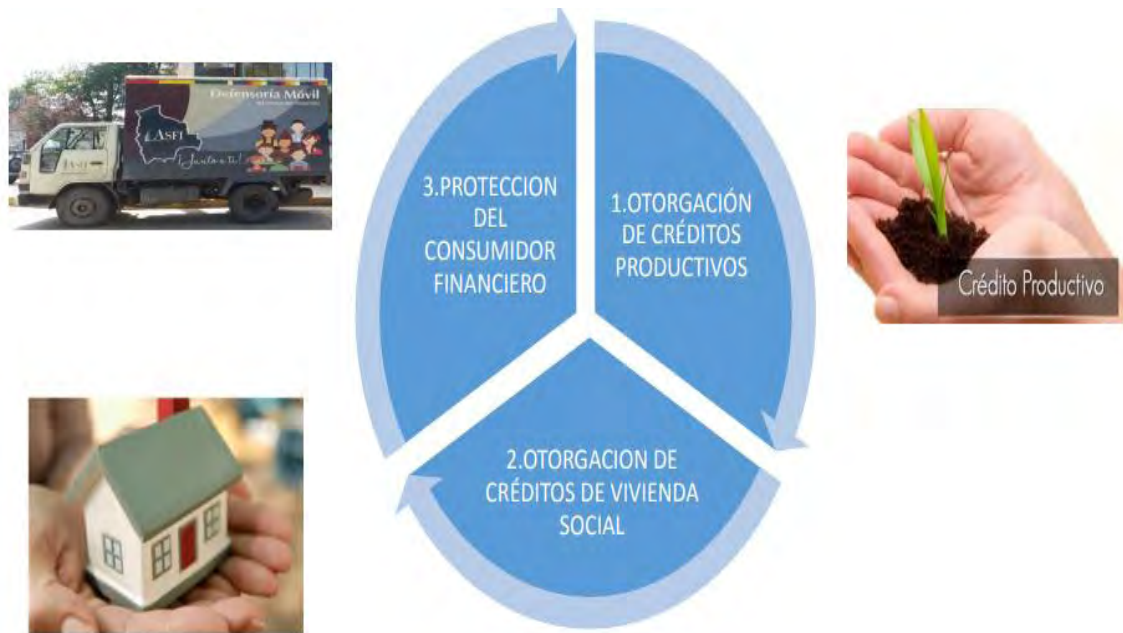 Defensoría Móvil
ASFI
¡Junto a ti!
3.PROTECCION
DEL
CONSUMIDOR
FINANCIERO
1.OTORGACIÓN
DE CRÉDITOS
PRODUCTIVOS
Crédito Productivo
2.OTORGACION DE
CRÉDITOS DE VIVIENDA
SOCIAL